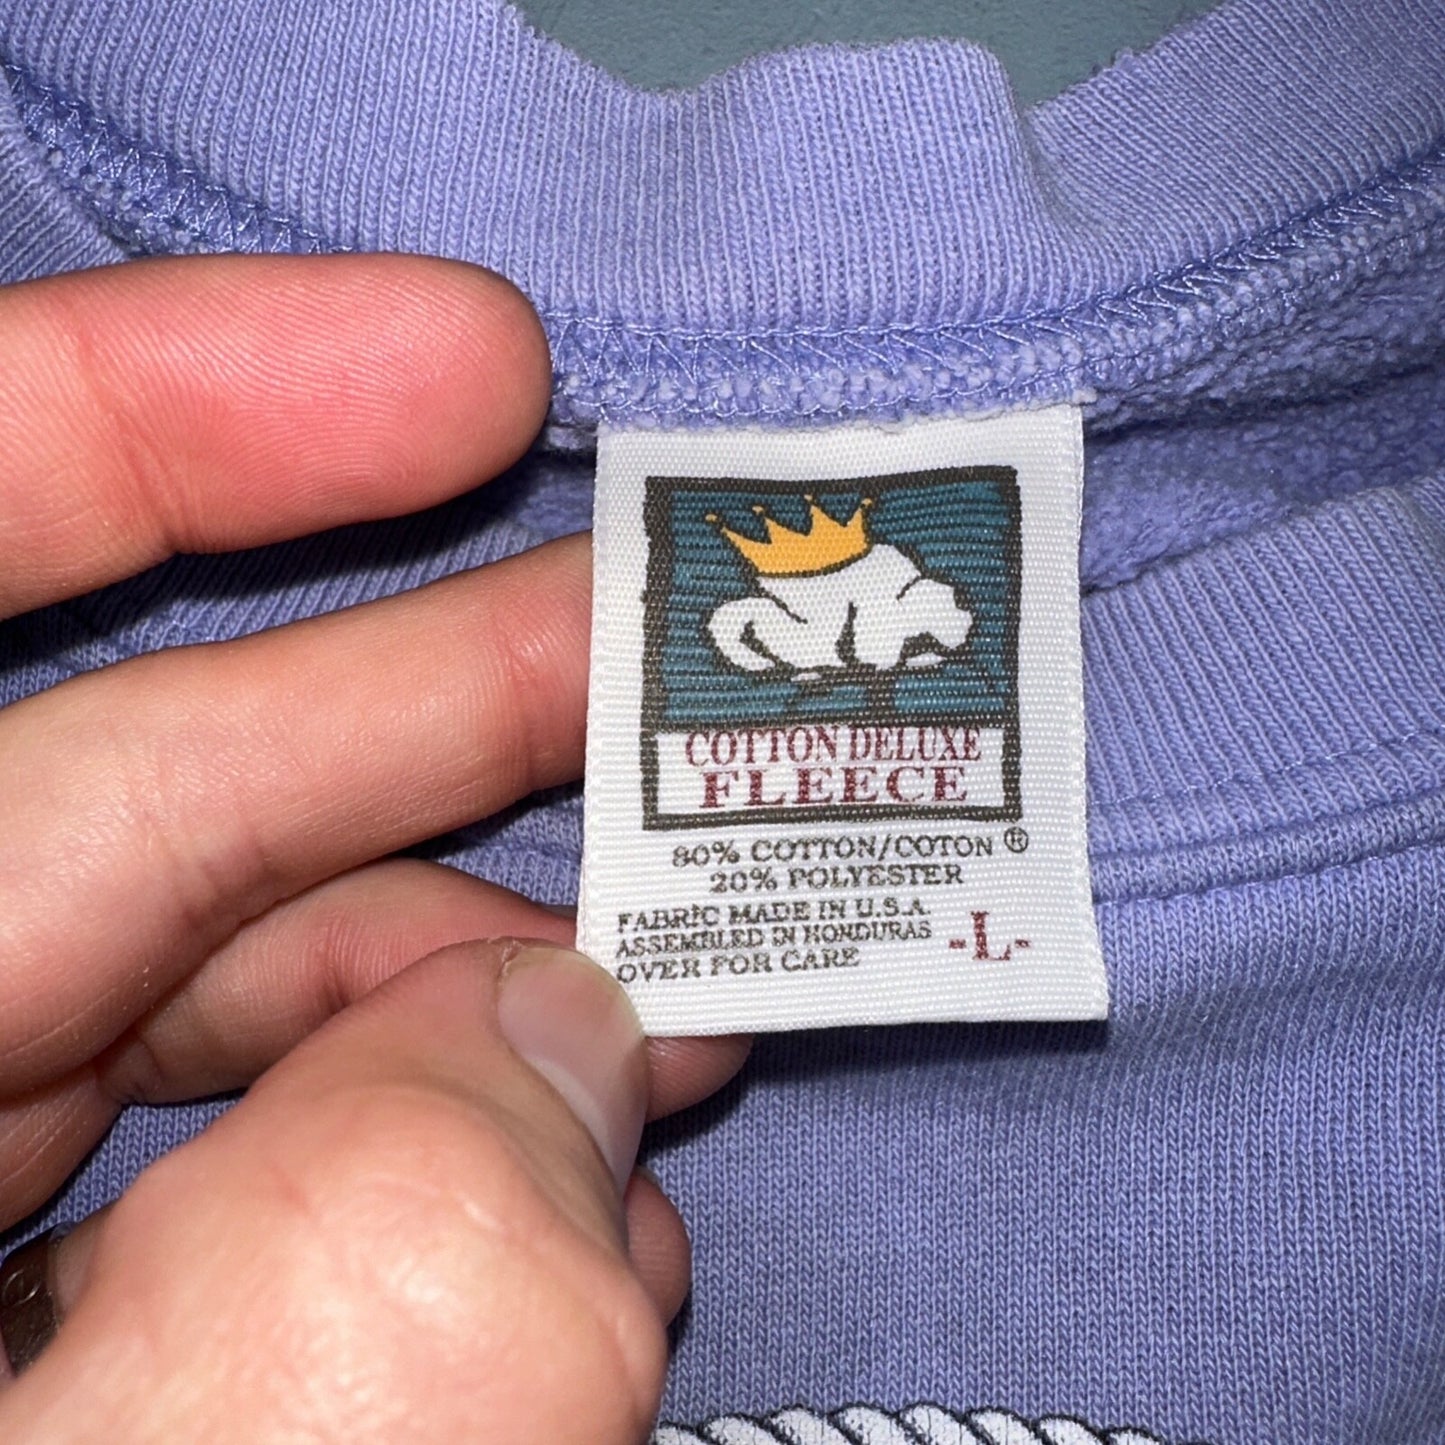 COTTON DELUXE
FLEECE
80% COTTON/COTON ®
20% POLYESTER
FABRIC MADE IN U.S.A.
ASSEMBLED IN HONDURAS
OVER FOR CARE
-L-